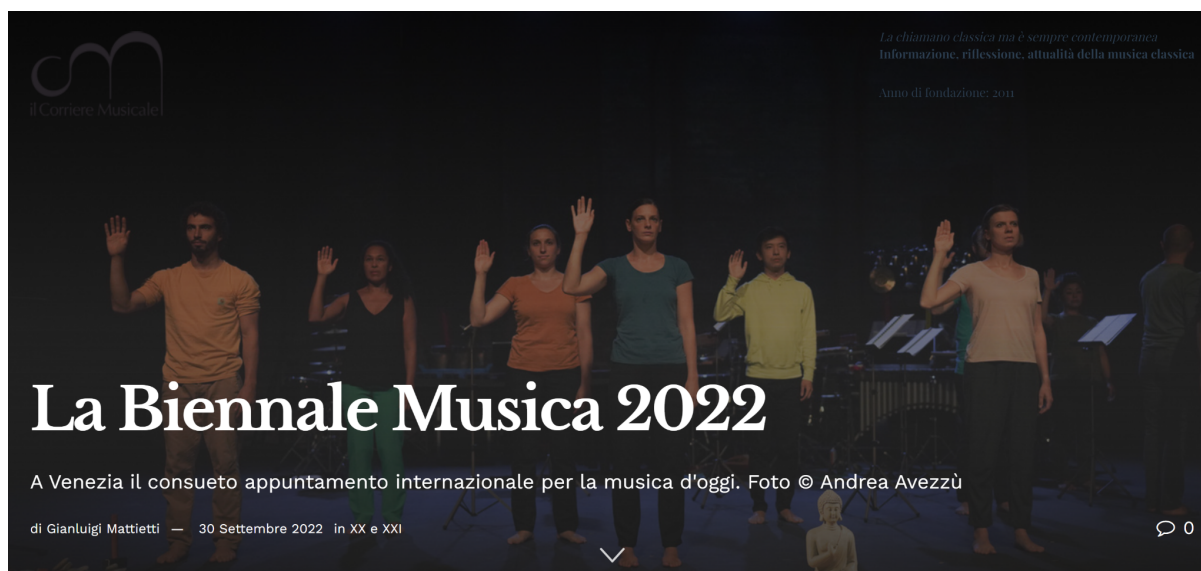 cm
il Corriere Musicale
La chiamano classica ma è sempre contemporanea
Informazione, riflessione, attualità della musica classica
Anno di fondazione: 2011
La Biennale Musica 2022
A Venezia il consueto appuntamento internazionale per la musica d'oggi. Foto © Andrea Avezzù
di Gianluigi Mattietti — 30 Settembre 2022 in XX e XXI
0